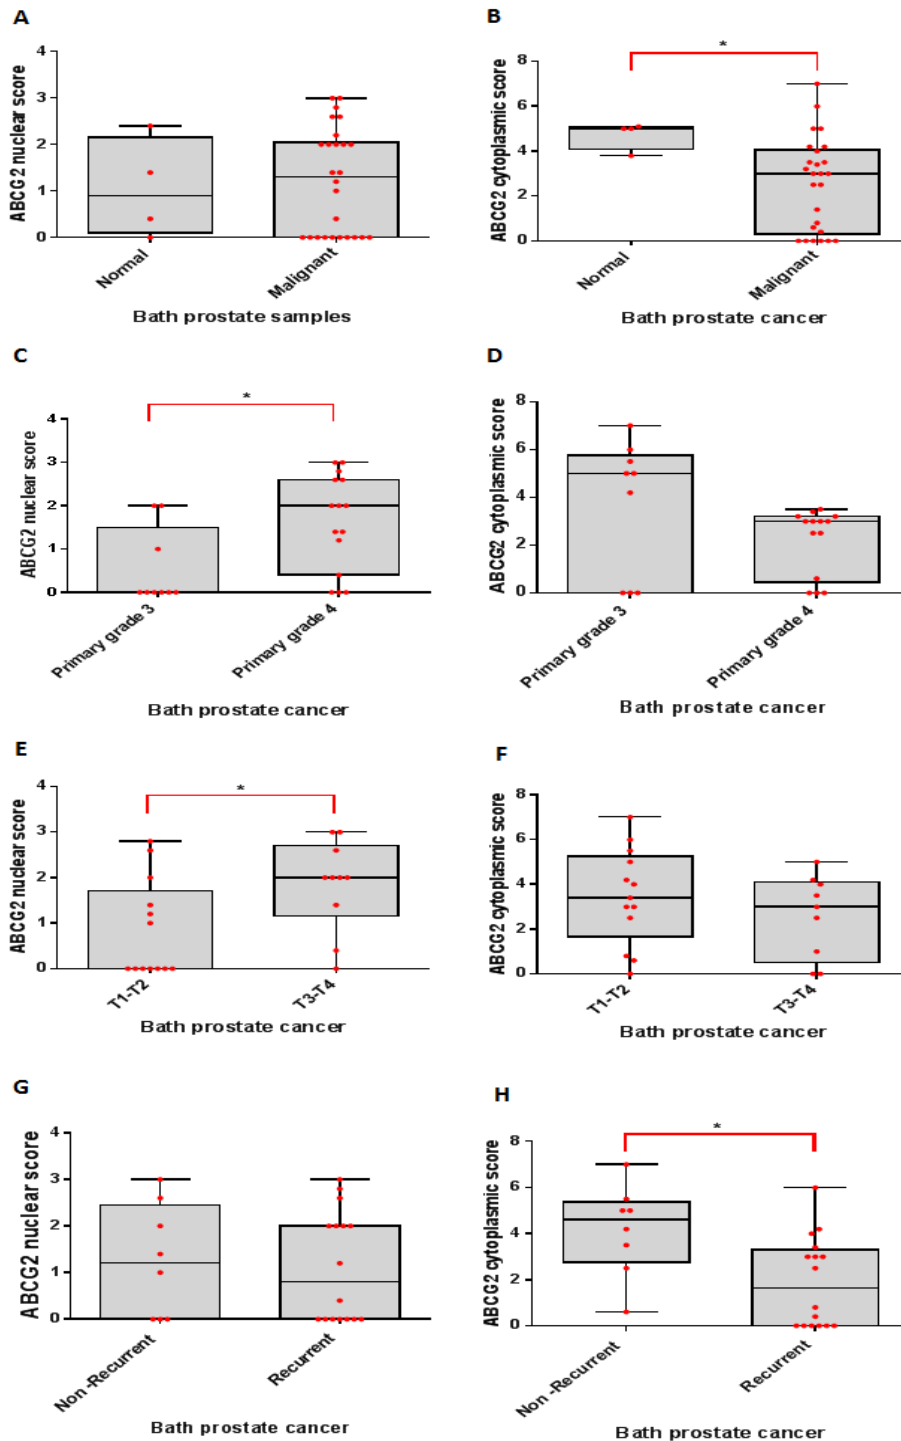 A
ABCG2 nuclear score
4
3
2
1
0
Normal
Malignant
Bath prostate samples
B
*
ABCG2 cytoplasmic score
8
6
4
2
0
Normal
Malignant
Bath prostate cancer
C
*
ABCG2 nuclear score
4
3
2
1
0
Primary grade 3
Primary grade 4
Bath prostate cancer
D
ABCG2 cytoplasmic score
8
6
4
2
0
Primary grade 3
Primary grade 4
Bath prostate cancer
E
*
ABCG2 nuclear score
4
3
2
1
0
T1-T2
T3-T4
Bath prostate cancer
F
ABCG2 cytoplasmic score
8
6
4
2
0
T1-T2
T3-T4
Bath prostate cancer
G
ABCG2 nuclear score
4
3
2
1
0
Non -Recurrent
Recurrent
Bath prostate cancer
H
*
ABCG2 cytoplasmic score
8
6
4
2
0
Non -Recurrent
Recurrent
Bath prostate cancer